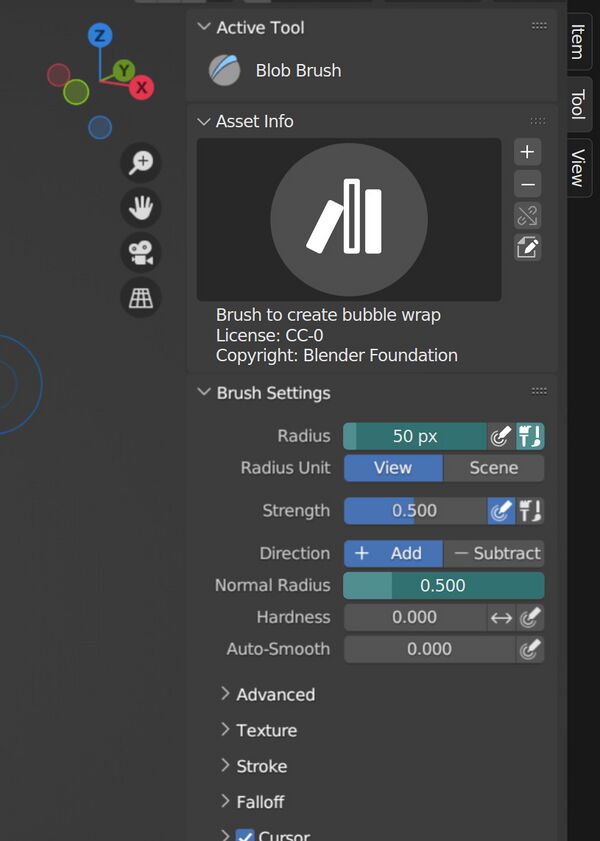 Active Tool
Item
Z
Y
X
Blob Brush
Tool
Asset Info
View
Brush to create bubble wrap
License: CC-0
Copyright: Blender Foundation
Brush Settings
Radius 50 px
Radius Unit View Scene
Strength 0.500
Direction + Add − Subtract
Normal Radius 0.500
Hardness 0.000
Auto-Smooth 0.000
Advanced
Texture
Stroke
Falloff
Cursor